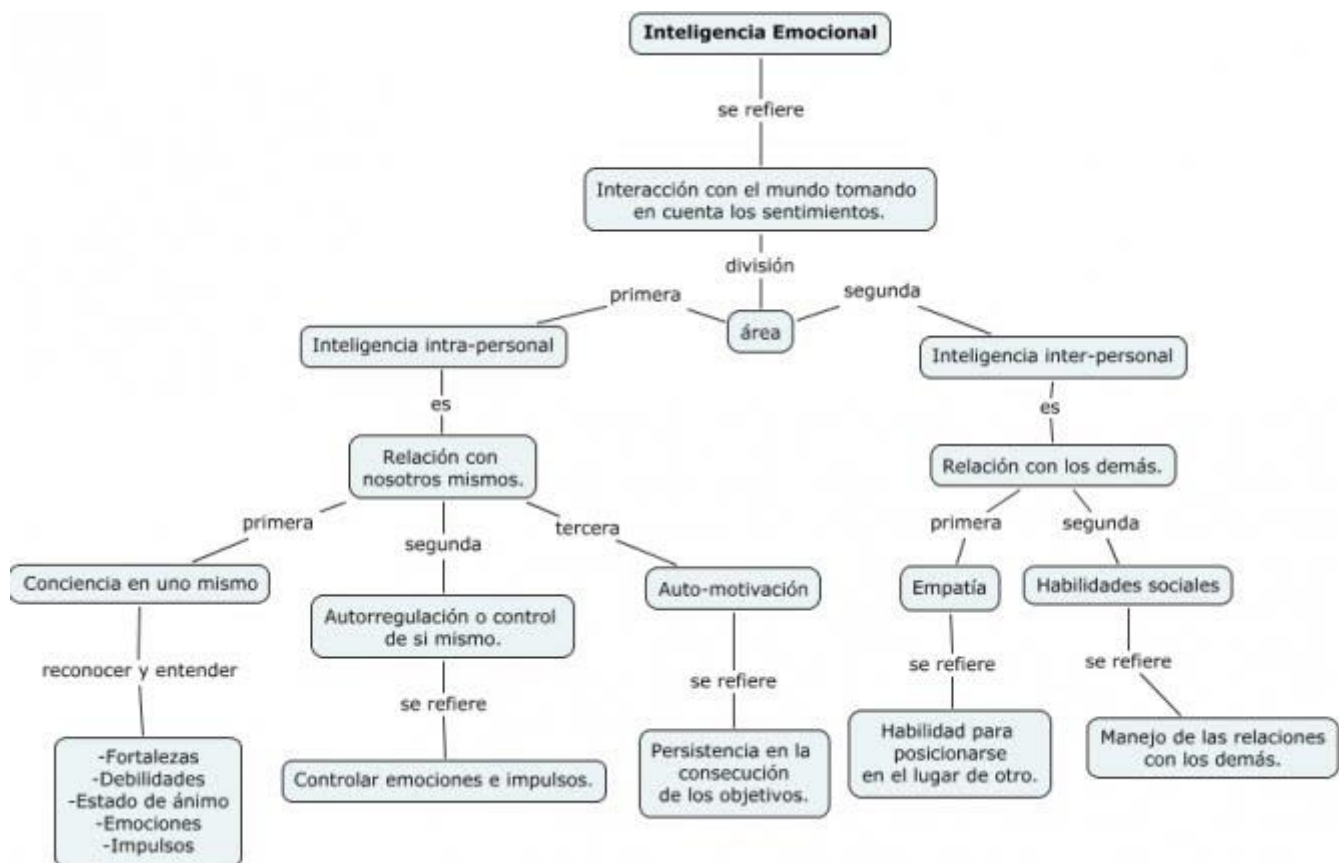 Inteligencia Emocional
se refiere
Interacción con el mundo tomando
en cuenta los sentimientos.
división
primera
segunda
área
Inteligencia intra-personal
Inteligencia inter-personal
es
es
Relación con
nosotros mismos.
Relación con los demás.
primera
segunda
tercera
primera
segunda
Conciencia en uno mismo
Autorregulación o control
de si mismo.
Auto-motivación
Empatía
Habilidades sociales
reconocer y entender
se refiere
se refiere
se refiere
se refiere
-Fortalezas
-Debilidades
-Estado de ánimo
-Emociones
-Impulsos
Controlar emociones e impulsos.
Persistencia en la
consecución
de los objetivos.
Habilidad para
posicionarse
en el lugar de otro.
Manejo de las relaciones
con los demás.